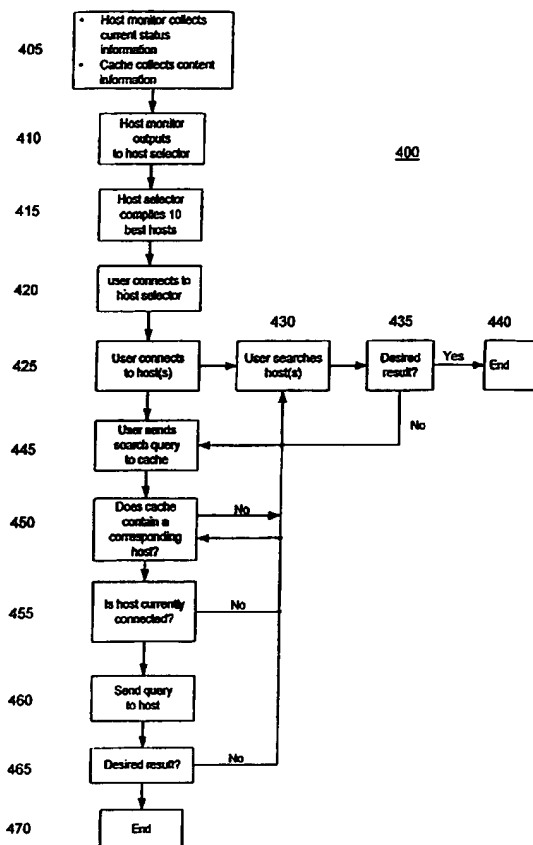 405
• Host monitor collects
current status
information
• Cache collects content
information
410
Host monitor
outputs
to host selector
400
415
Host selector
compiles 10
best hosts
420
user connects to
host selector
430
435
440
425
User connects
to host(s)
User searches
host(s)
Desired
result?
Yes
End
No
445
User sends
search query
to cache
450
Does cache
contain a
corresponding
host?
No
455
Is host currently
connected?
No
460
Send query
to host
465
Desired result?
No
470
End